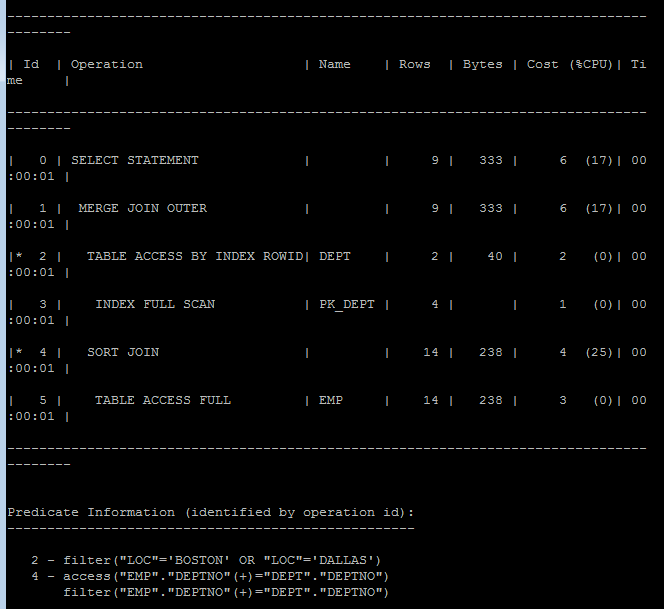 --------------------------------------------------------------------------------
--------
| Id  | Operation                    | Name    | Rows  | Bytes | Cost (%CPU)| Ti
me     |
--------------------------------------------------------------------------------
--------
|   0 | SELECT STATEMENT             |         |     9 |   333 |     6  (17)| 00
:00:01 |
|   1 |  MERGE JOIN OUTER            |         |     9 |   333 |     6  (17)| 00
:00:01 |
|*  2 |   TABLE ACCESS BY INDEX ROWID| DEPT    |     2 |    40 |     2   (0)| 00
:00:01 |
|   3 |    INDEX FULL SCAN           | PK_DEPT |     4 |       |     1   (0)| 00
:00:01 |
|*  4 |   SORT JOIN                  |         |    14 |   238 |     4  (25)| 00
:00:01 |
|   5 |    TABLE ACCESS FULL         | EMP     |    14 |   238 |     3   (0)| 00
:00:01 |
--------------------------------------------------------------------------------
--------
Predicate Information (identified by operation id):
---------------------------------------------------
   2 - filter("LOC"='BOSTON' OR "LOC"='DALLAS')
   4 - access("EMP"."DEPTNO"(+)="DEPT"."DEPTNO")
       filter("EMP"."DEPTNO"(+)="DEPT"."DEPTNO")